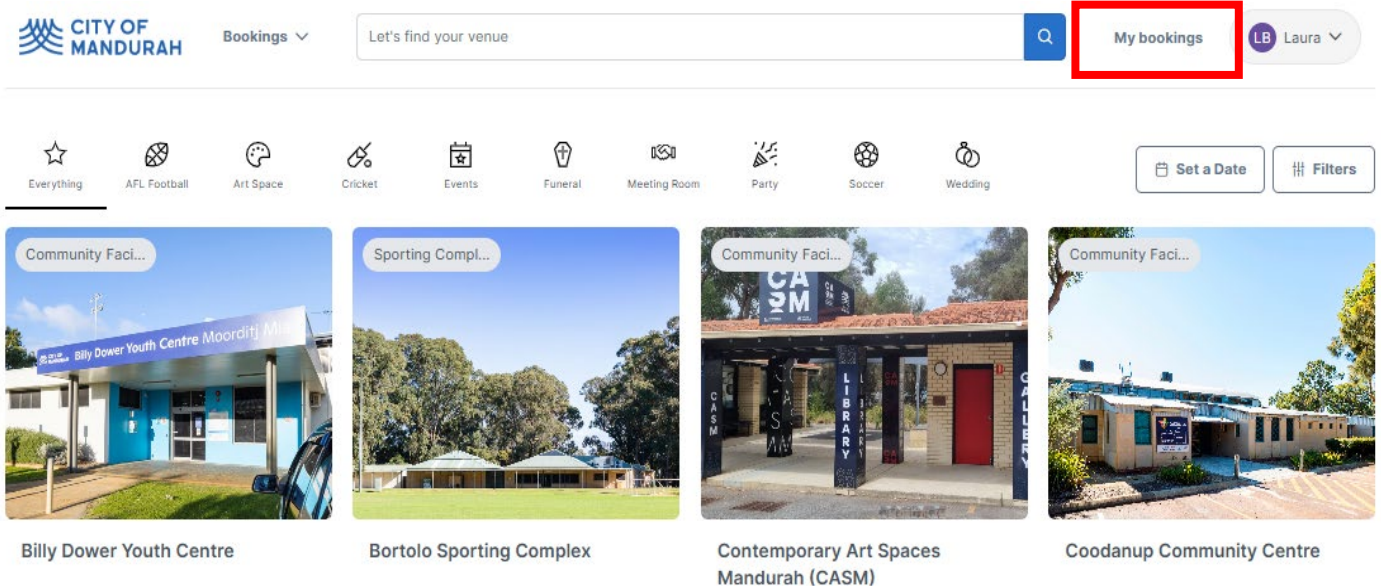 CITY OF
MANDURAH
Bookings
Let's find your venue
My bookings
LB
Laura
Everything
AFL Football
Art Space
Cricket
Events
Funeral
Meeting Room
Party
Soccer
Wedding
Set a Date
Filters
Community Faci...
Billy Dower Youth Centre Moorditj
Sporting Compl...
Community Faci...
CASM
CASM
LIBRARY
GALLERY
Community Faci...
Billy Dower Youth Centre
Bortolo Sporting Complex
Contemporary Art Spaces
Mandurah (CASM)
Coodanup Community Centre